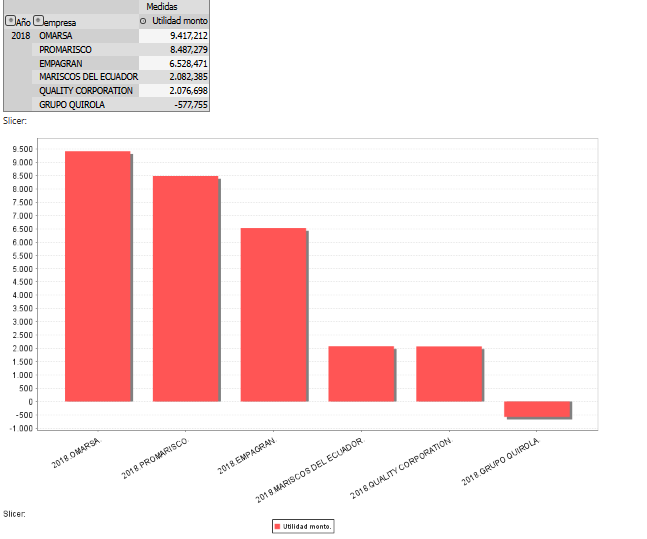 Medidas
Año empresa Utilidad monto
2018 OMARSA 9.417,212
PROMARISCO 8.487,279
EMPAGRAN 6.528,471
MARISCOS DEL ECUADOR 2.082,385
QUALITY CORPORATION 2.076,698
GRUPO QUIROLA -577,755
Slicer:
9.500
9.000
8.500
8.000
7.500
7.000
6.500
6.000
5.500
5.000
4.500
4.000
3.500
3.000
2.500
2.000
1.500
1.000
500
0
-500
-1.000
2018.OMARSA
2018.PROMARISCO
2018.EMPAGRAN
2018.MARISCOS DEL ECUADOR
2018.QUALITY CORPORATION
2018.GRUPO QUIROLA
Slicer:
Utilidad monto.